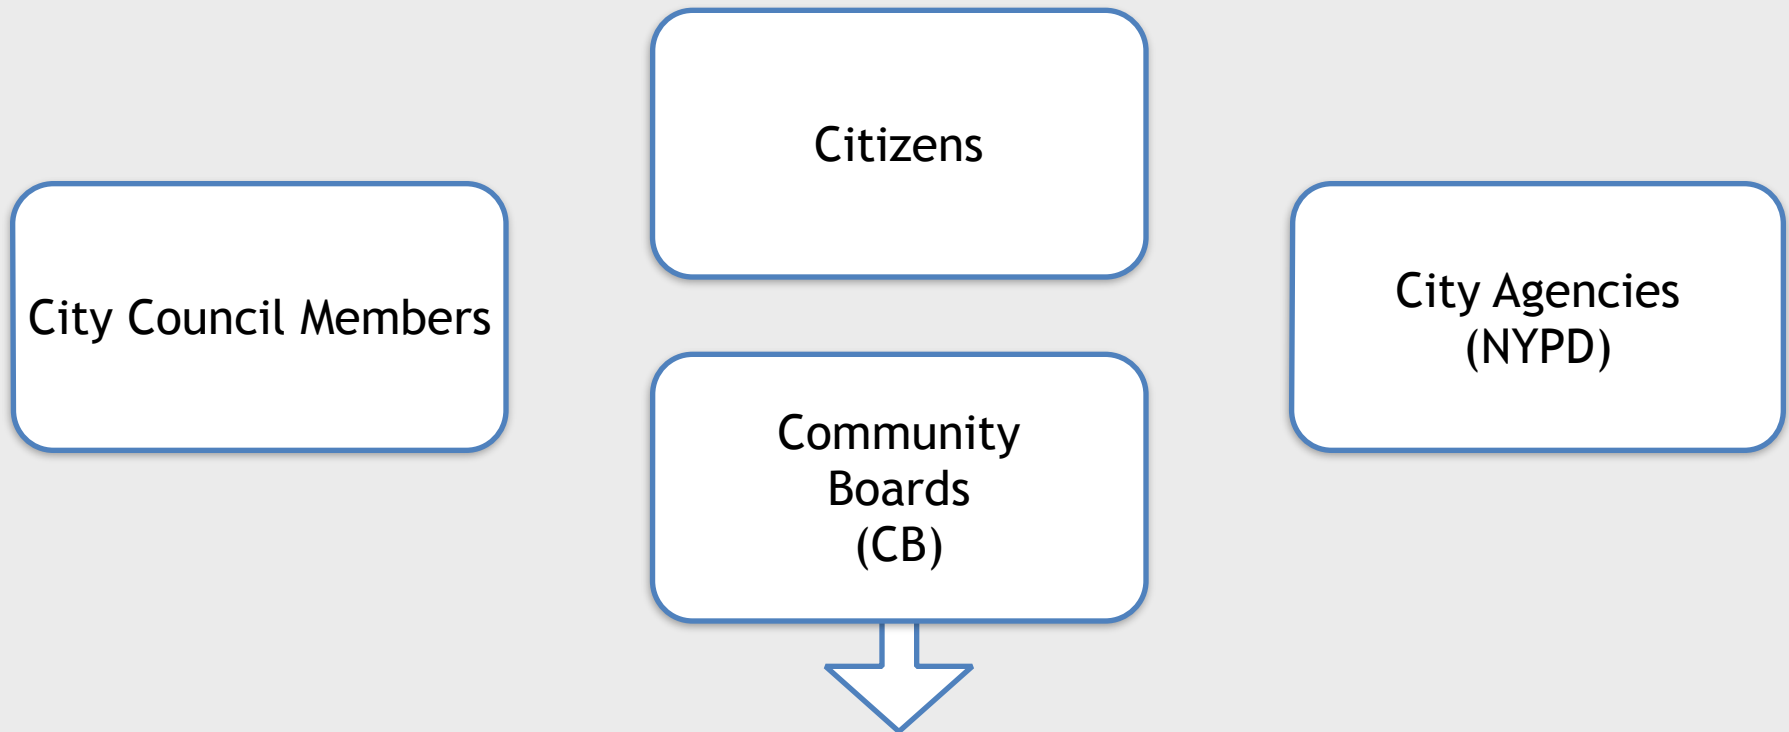 Citizens
City Council Members
City Agencies
(NYPD)
Community
Boards
(CB)